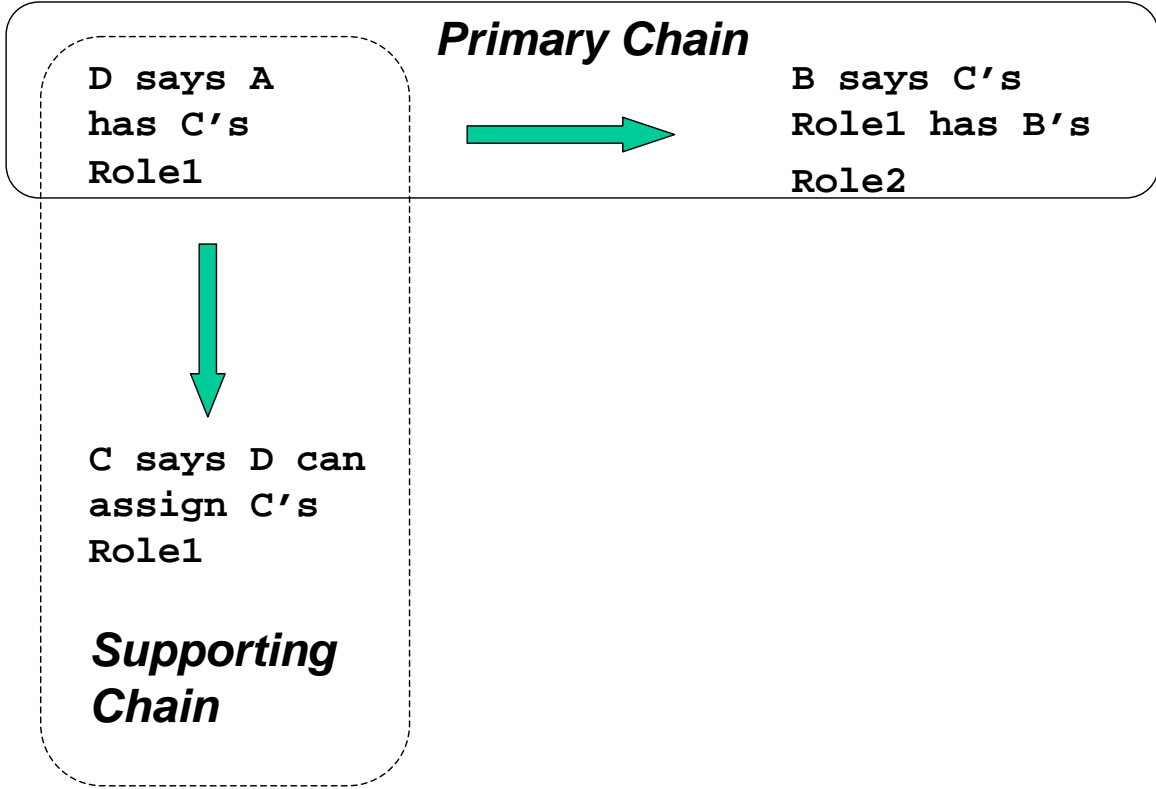 Primary Chain
D says A
has C’s
Role1
B says C’s
Role1 has B’s
Role2
C says D can
assign C’s
Role1
Supporting
Chain